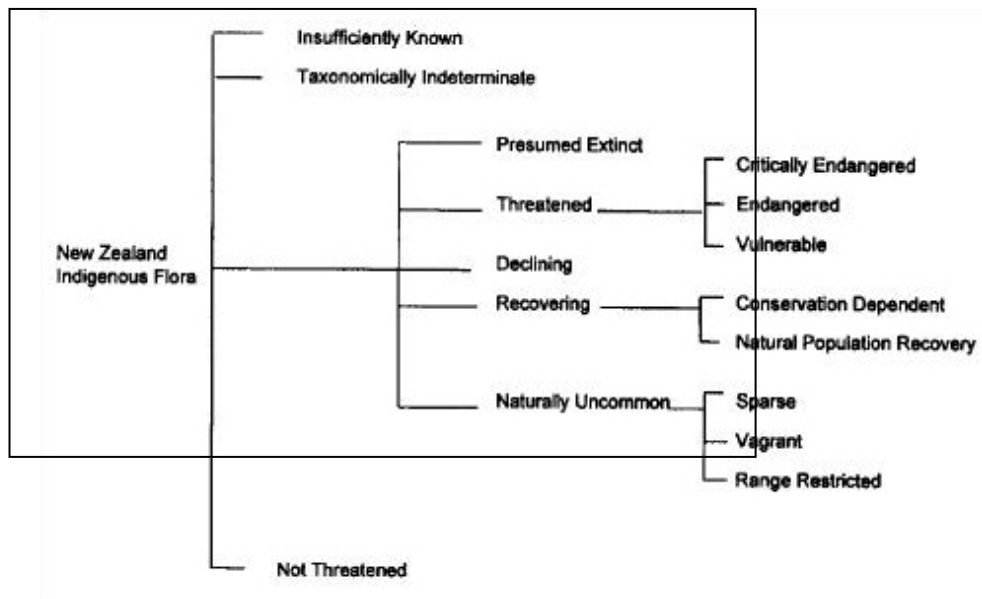 Insufficiently Known
Taxonomically Indeterminate
Presumed Extinct
Critically Endangered
Threatened
Endangered
Vulnerable
New Zealand
Indigenous Flora
Declining
Recovering
Conservation Dependent
Natural Population Recovery
Naturally Uncommon
Sparse
Vagrant
Range Restricted
Not Threatened